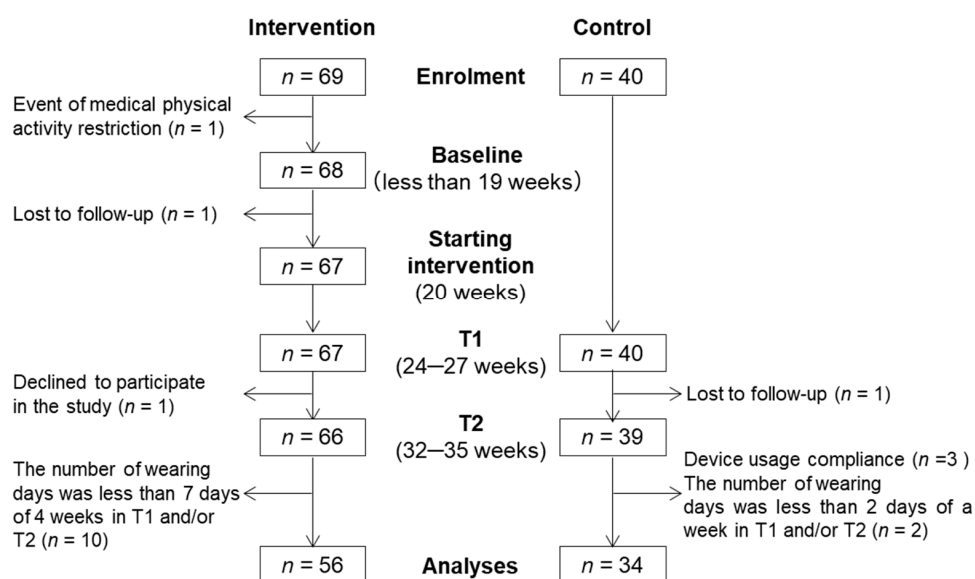 Intervention
Control
n = 69
Enrolment
n = 40
Event of medical physical
activity restriction (n = 1)
n = 68
Baseline
(less than 19 weeks)
Lost to follow-up (n = 1)
Starting
intervention
(20 weeks)
n = 67
n = 67
T1
(24—27 weeks)
n = 40
Declined to participate
in the study (n = 1)
Lost to follow-up (n = 1)
n = 66
T2
(32—35 weeks)
n = 39
The number of wearing
days was less than 7 days
of 4 weeks in T1 and/or
T2 (n = 10)
Device usage compliance (n =3 )
The number of wearing
days was less than 2 days of a
week in T1 and/or T2 (n = 2)
n = 56
Analyses
n = 34